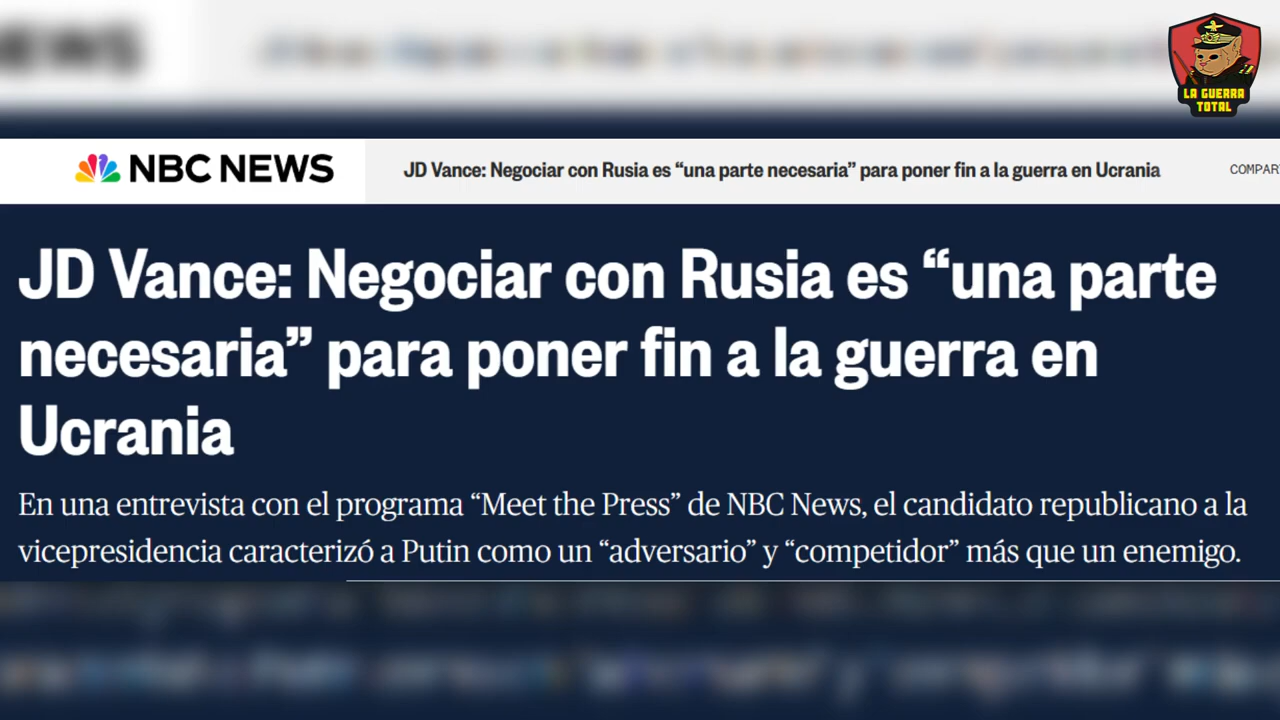 NEWS
LA GUERRA
TOTAL
NBC NEWS
JD Vance: Negociar con Rusia es “una parte necesaria” para poner fin a la guerra en Ucrania
COMPAR
JD Vance: Negociar con Rusia es “una parte
necesaria” para poner fin a la guerra en
Ucrania
En una entrevista con el programa “Meet the Press” de NBC News, el candidato republicano a la
vicepresidencia caracterizó a Putin como un “adversario” y “competidor” más que un enemigo.